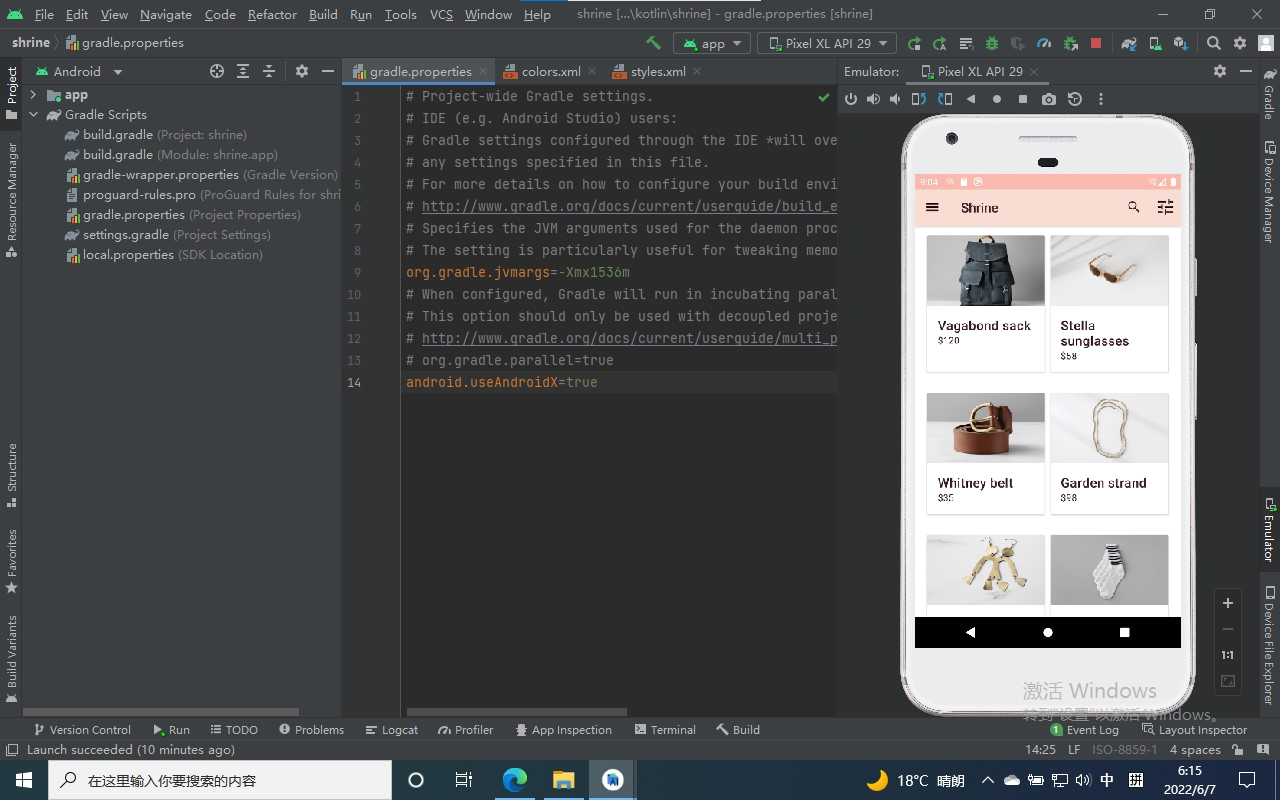 File Edit View Navigate Code Refactor Build Run Tools VCS Window Help shrine [...\kotlin\shrine] - gradle.properties [shrine]
shrine gradle.properties app Pixel XL API 29
Project
Resource Manager
Structure
Favorites
Build Variants
Android
app
Gradle Scripts
build.gradle (Project: shrine)
build.gradle (Module: shrine.app)
gradle-wrapper.properties (Gradle Version)
proguard-rules.pro (ProGuard Rules for shri
gradle.properties (Project Properties)
settings.gradle (Project Settings)
local.properties (SDK Location)
gradle.properties colors.xml styles.xml
1 # Project-wide Gradle settings.
2 # IDE (e.g. Android Studio) users:
3 # Gradle settings configured through the IDE *will ove
4 # any settings specified in this file.
5 # For more details on how to configure your build envi
6 # http://www.gradle.org/docs/current/userguide/build_e
7 # Specifies the JVM arguments used for the daemon proc
8 # The setting is particularly useful for tweaking memo
9 org.gradle.jvmargs=-Xmx1536m
10 # When configured, Gradle will run in incubating paral
11 # This option should only be used with decoupled proje
12 # http://www.gradle.org/docs/current/userguide/multi_p
13 # org.gradle.parallel=true
14 android.useAndroidX=true
Emulator: Pixel XL API 29
9:04
Shrine
Vagabond sack
$120
Stella
sunglasses
$58
Whitney belt
$35
Garden strand
$98
1:1
激活 Windows
转到"设置"以激活 Windows。
Gradle
Device Manager
Emulator
Device File Explorer
Version Control Run TODO Problems Logcat Profiler App Inspection Terminal Build 1 Event Log Layout Inspector
Launch succeeded (10 minutes ago) 14:25 LF ISO-8859-1 4 spaces
在这里输入你要搜索的内容 18°C 晴朗 中 拼 6:15
2022/6/7